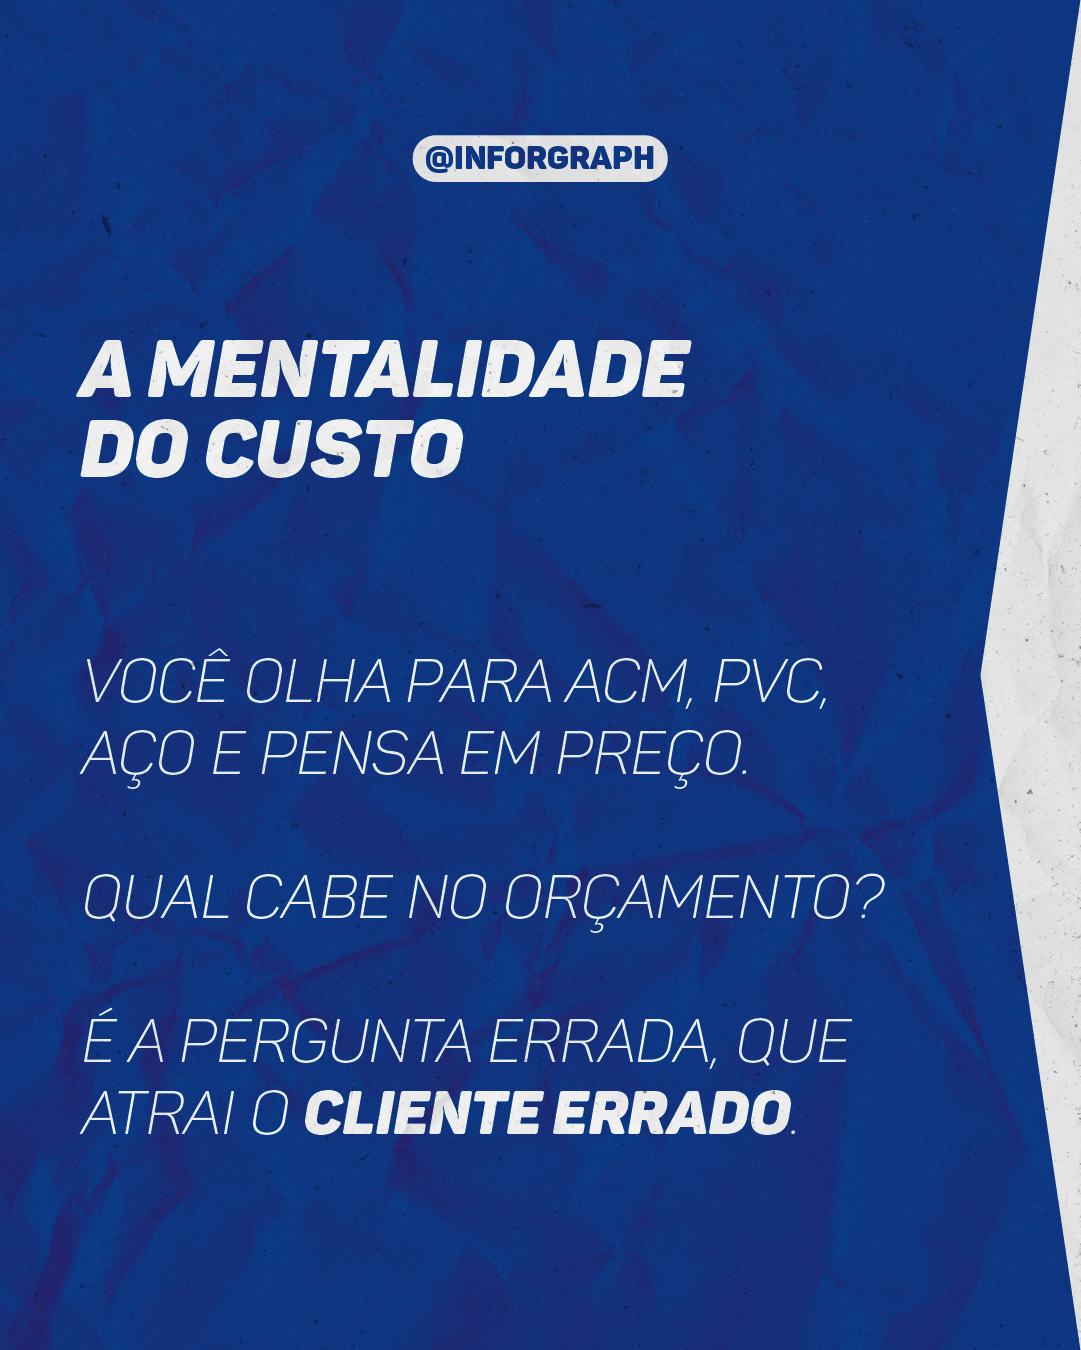 @INFORGRAPH
A MENTALIDADE
DO CUSTO
VOCÊ OLHA PARA ACM, PVC,
AÇO E PENSA EM PREÇO.
QUAL CABE NO ORÇAMENTO?
É A PERGUNTA ERRADA, QUE
ATRAI O CLIENTE ERRADO.